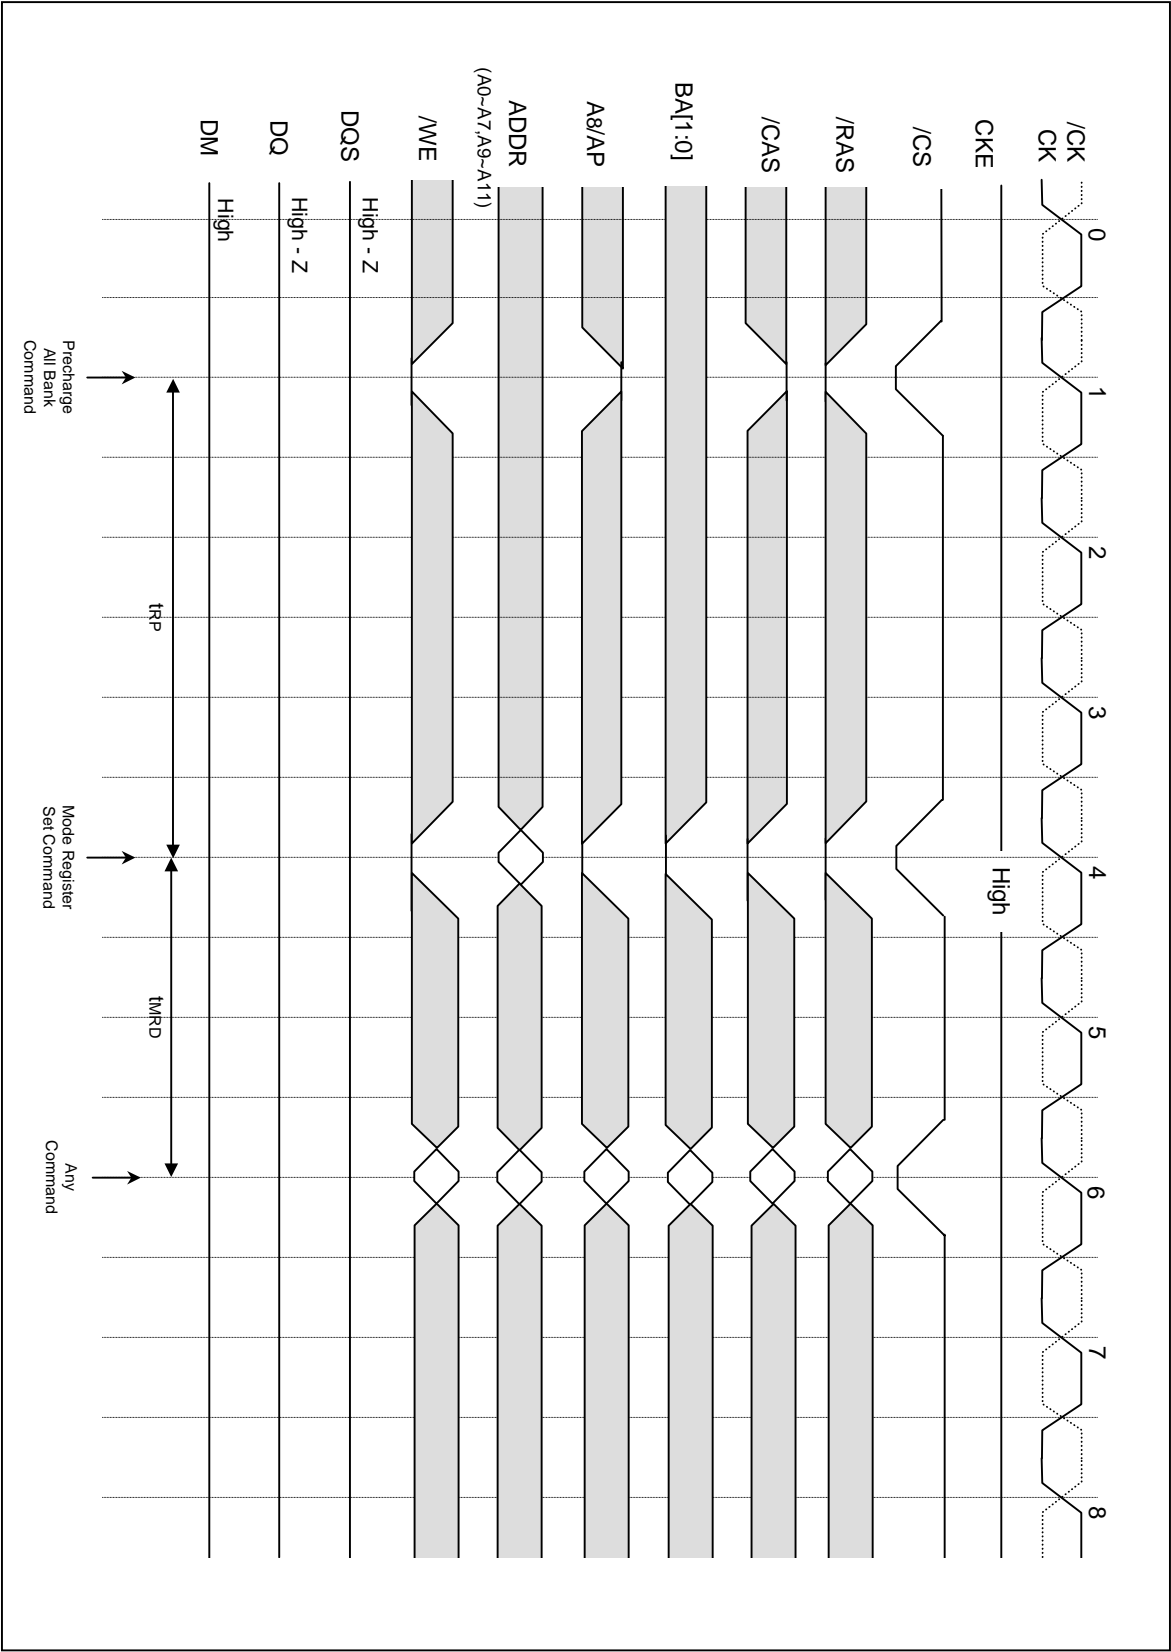 0 1 2 3 4 5 6 7 8
/CK
CK
CKE
High
/CS
/RAS
/CAS
BA[1:0]
A8/AP
ADDR
(A0~A7,A9~A11)
/WE
DQS
High - Z
DQ
High - Z
DM
High
tRP
tMRD
Precharge
All Bank
Command
Mode Register
Set Command
Any
Command